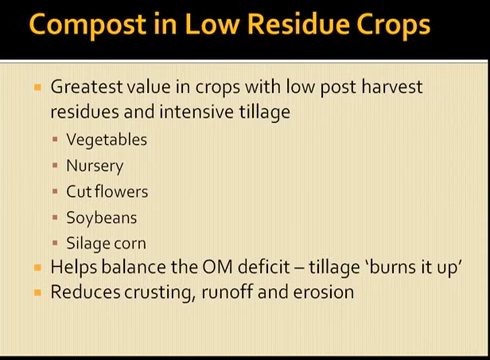 Compost in Low Residue Crops
Greatest value in crops with low post harvest
residues and intensive tillage
Vegetables
Nursery
Cut flowers
Soybeans
Silage corn
Helps balance the OM deficit – tillage ‘burns it up’
Reduces crusting, runoff and erosion